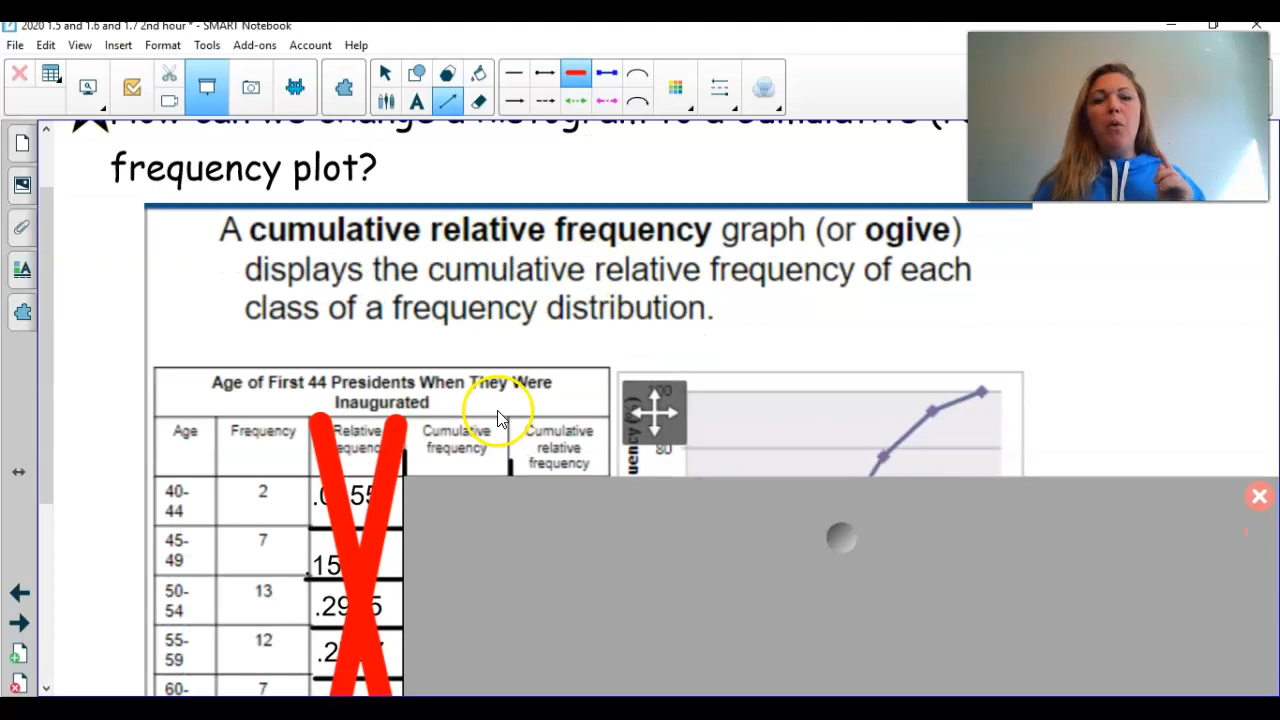 2020 1.5 and 1.6 and 1.7 2nd hour * - SMART Notebook
File Edit View Insert Format Tools Add-ons Account Help
frequency plot?
A cumulative relative frequency graph (or ogive)
displays the cumulative relative frequency of each
class of a frequency distribution.
Age of First 44 Presidents When They Were
Inaugurated
Age Frequency Relative Cumulative frequency Cumulative relative frequency
40-44 2
45-49 7
50-54 13
55-59 12
60- 7
100
80